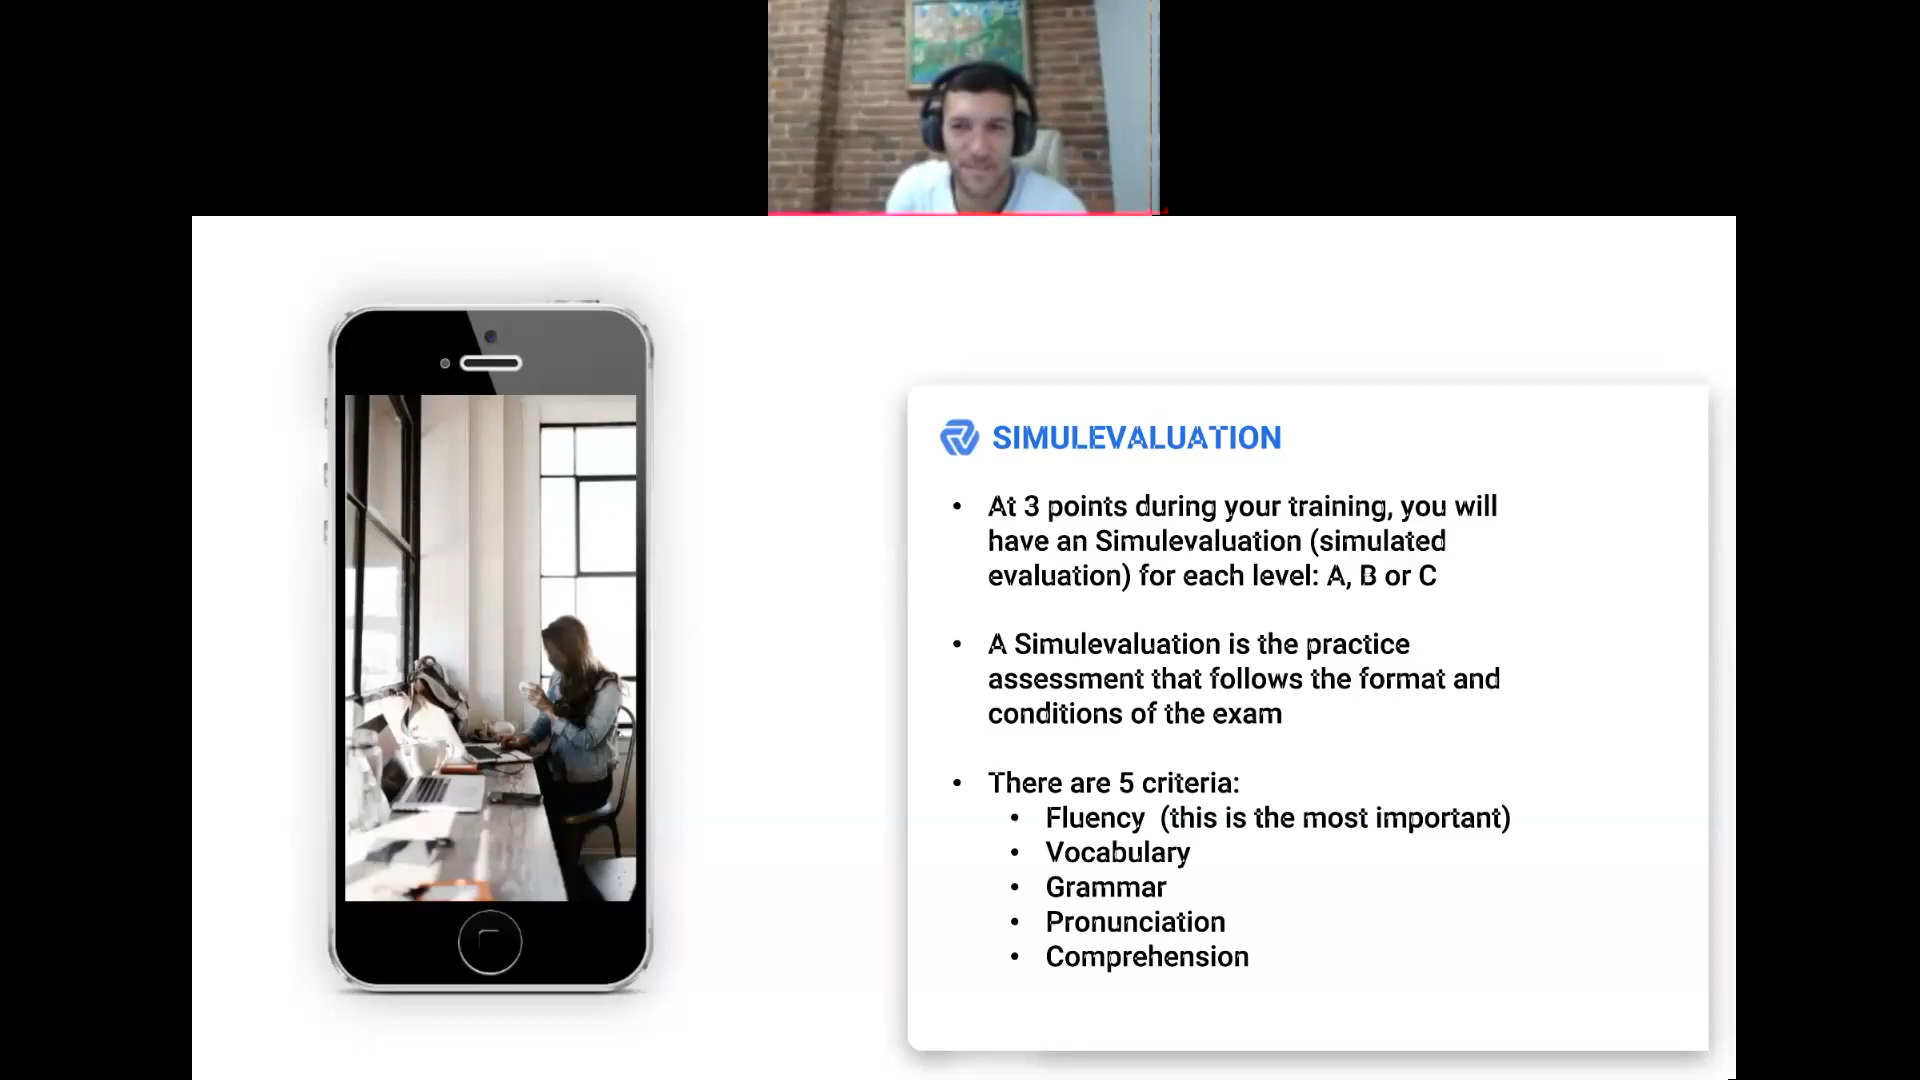 SIMULEVALUATION
• At 3 points during your training, you will
have an Simulevaluation (simulated
evaluation) for each level: A, B or C
• A Simulevaluation is the practice
assessment that follows the format and
conditions of the exam
• There are 5 criteria:
• Fluency (this is the most important)
• Vocabulary
• Grammar
• Pronunciation
• Comprehension